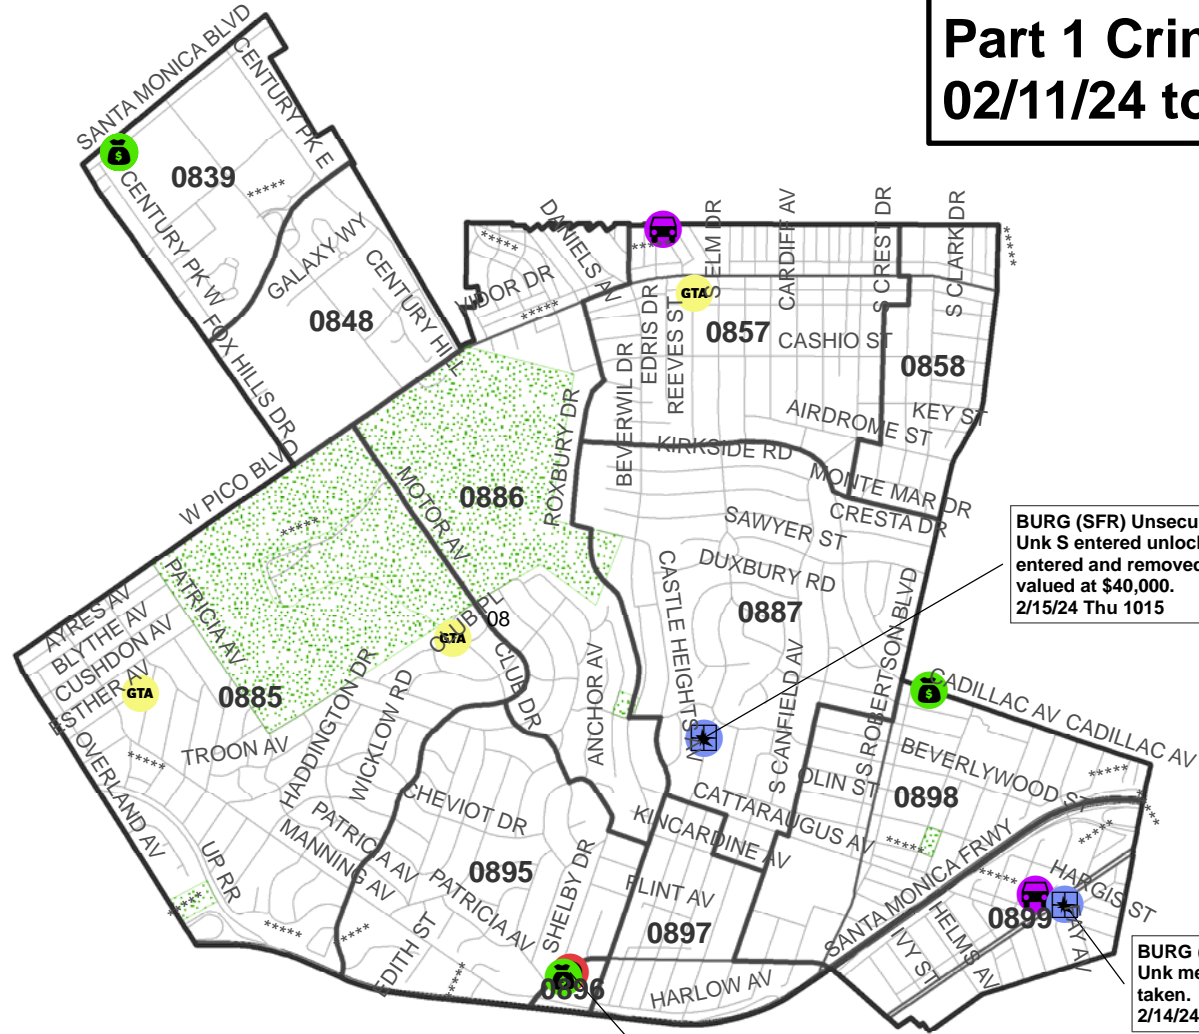 Part 1 Crim
02/11/24 to
SANTA MONICA BLVD
CENTURY PK E
0839
*****
CENTURY PK W
GALAXY WY
0848
CENTURY HILL
FOX HILLS DR
W PICO BLVD
*****
VIDOR DR
DANIELS AV
*****
S ELM DR
CARDIFF AV
S CREST DR
S CLARK DR
*****
GTA
EDRIS DR
REEVES ST
0857
CASHIO ST
0858
BEVERWIL DR
ROXBURY DR
AIRDROME ST
KEY ST
KIRKSIDE RD
MONTE MAR DR
CRESTA DR
0886
MOTOR AV
*****
SAWYER ST
DUXBURY RD
CASTLE HEIGHTS AV
0887
S ROBERTSON BLVD
BURG (SFR) Unsecu
Unk S entered unloc
entered and removed
valued at $40,000.
2/15/24 Thu 1015
AYRES AV
BLYTHE AV
CUSHDON AV
ESTHER AV
PATRICIA AV
0885
GTA
GTA
CLUB PL
08
CLUB DR
ANCHOR AV
S CANFIELD AV
CADILLAC AV
CADILLAC AV
OVERLAND AV
TROON AV
*****
HADDINGTON DR
WICKLOW RD
CHEVIOT DR
BEVERLYWOOD ST
OLIN ST
0898
*****
CATTARAUGUS AV
KINCARDINE AV
*****
PATRICIA AV
MANNING AV
UP RR
0895
PATRICIA AV
SHELBY DR
FLINT AV
0897
SANTA MONICA FRWY
*****
*****
HARGIS ST
0899
HELMS AV
IVY ST
EDITH ST
*****
*****
*****
*****
0896
HARLOW AV
BURG (
Unk me
taken.
2/14/24